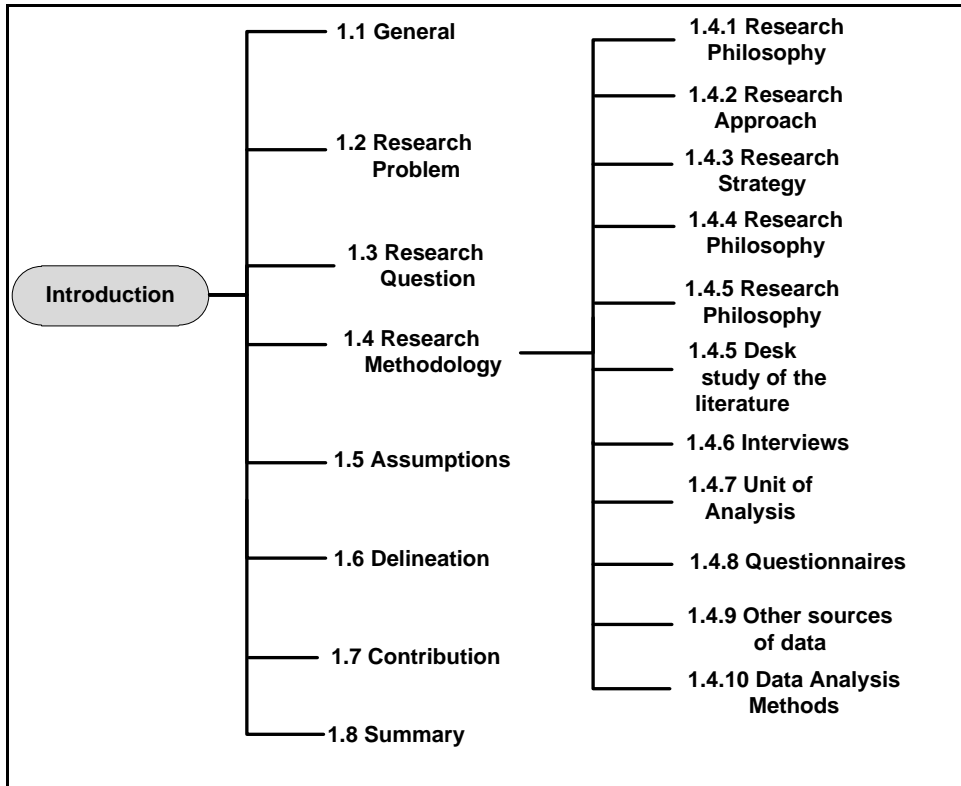 Introduction
1.1 General
1.2 Research
Problem
1.3 Research
Question
1.4 Research
Methodology
1.5 Assumptions
1.6 Delineation
1.7 Contribution
1.8 Summary
1.4.1 Research
Philosophy
1.4.2 Research
Approach
1.4.3 Research
Strategy
1.4.4 Research
Philosophy
1.4.5 Research
Philosophy
1.4.5 Desk
study of the
literature
1.4.6 Interviews
1.4.7 Unit of
Analysis
1.4.8 Questionnaires
1.4.9 Other sources
of data
1.4.10 Data Analysis
Methods